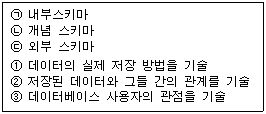 ㉠ 내부스키마
㉡ 개념 스키마
㉢ 외부 스키마
① 데이터의 실제 저장 방법을 기술
② 저장된 데이터와 그들 간의 관계를 기술
③ 데이터베이스 사용자의 관점을 기술